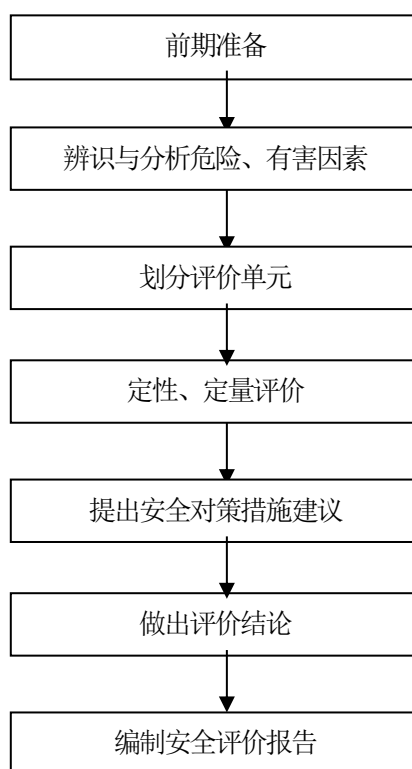 前期准备
辨识与分析危险、有害因素
划分评价单元
定性、定量评价
提出安全对策措施建议
做出评价结论
编制安全评价报告